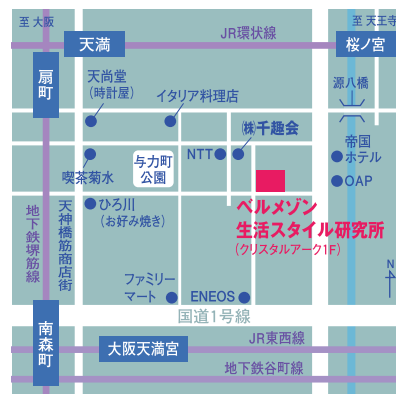 至 大阪
至 天王寺
JR環状線
天満
桜ノ宮
扇町
源八橋
天尚堂
(時計屋)
イタリア料理店
㈱千趣会
帝国
ホテル
NTT
与力町
公園
喫茶菊水
OAP
ひろ川
(お好み焼き)
ベルメゾン
生活スタイル研究所
(クリスタルアーク1F)
地下鉄堺筋線
天神橋筋商店街
N
ファミリー
マート
ENEOS
国道1号線
南森町
大阪天満宮
JR東西線
地下鉄谷町線